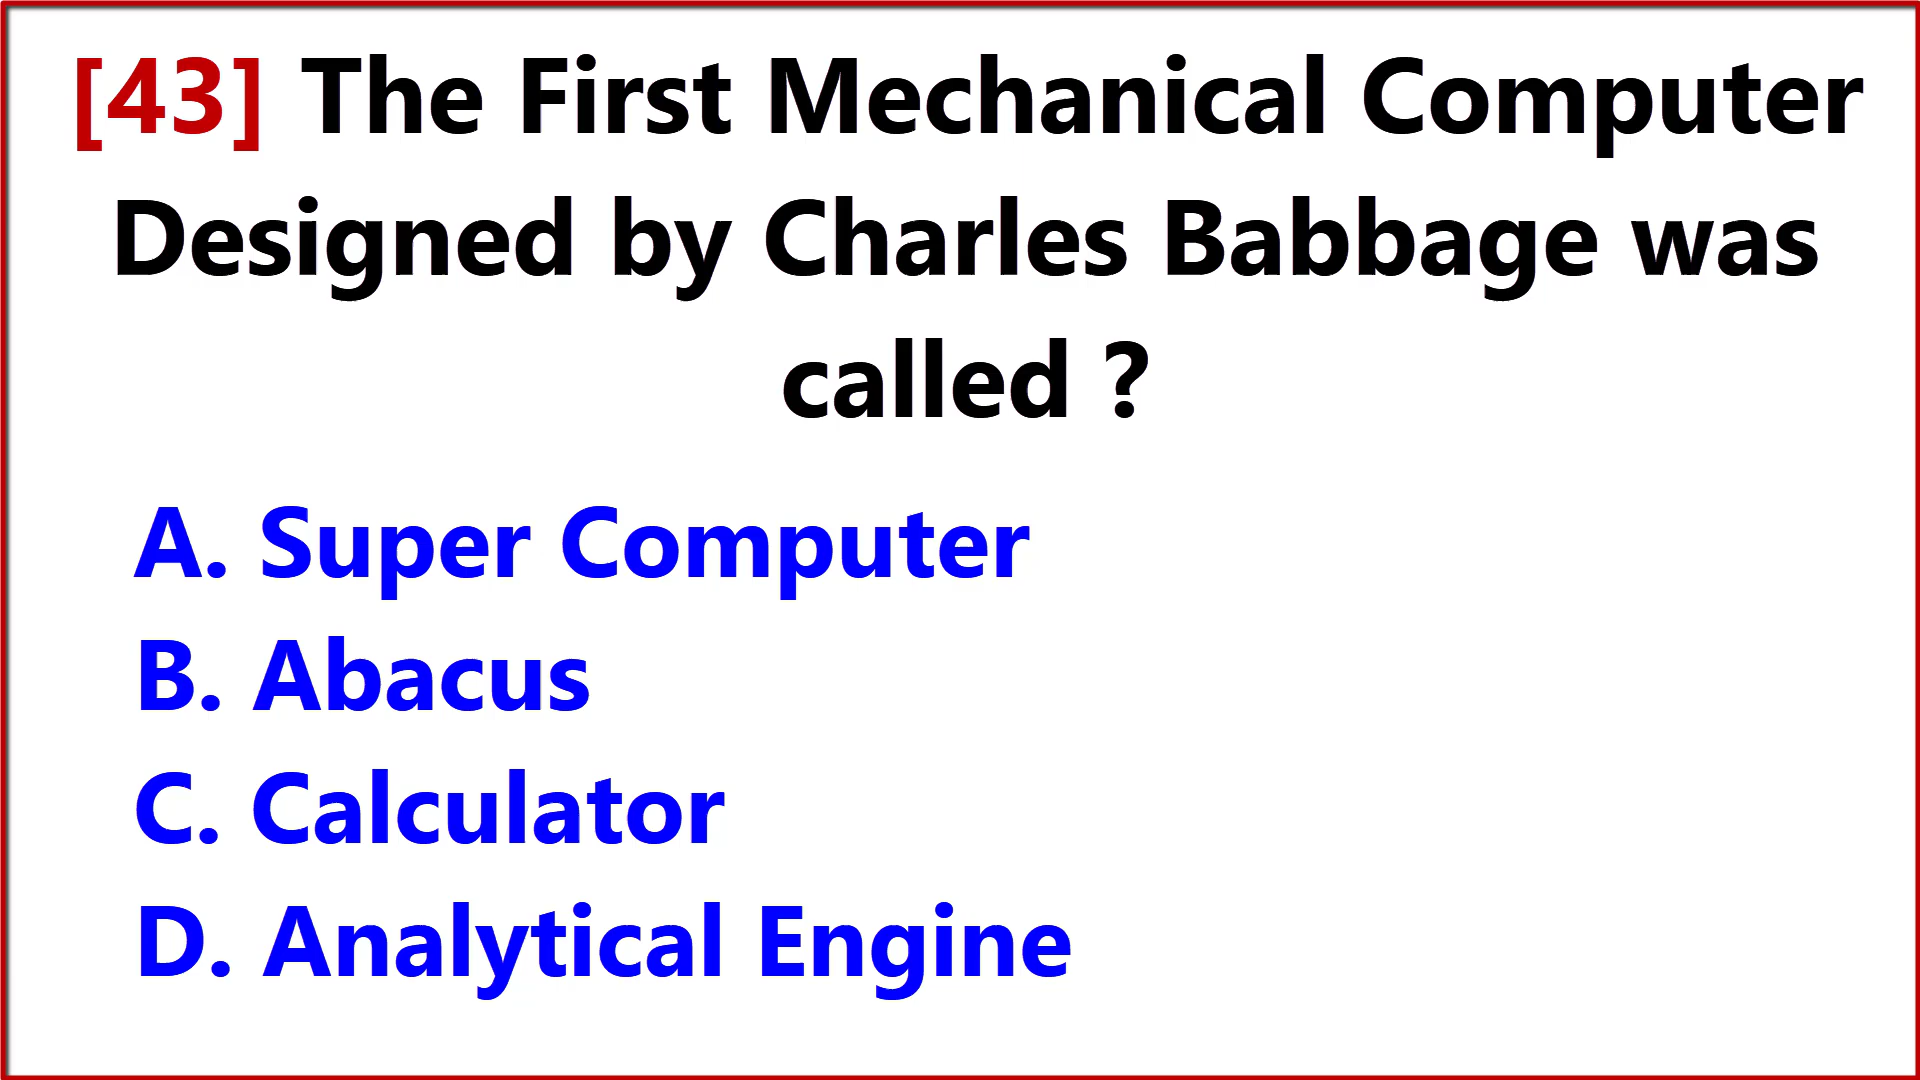 [43] The First Mechanical Computer
Designed by Charles Babbage was
called ?
A. Super Computer
B. Abacus
C. Calculator
D. Analytical Engine